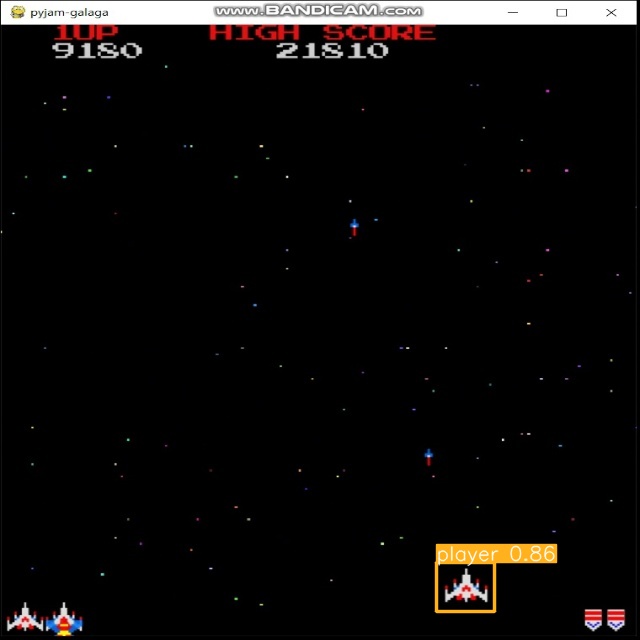 pyjam-galaga
www.BANDICAM.com
1UP HIGH SCORE
9180 21810
player 0.86